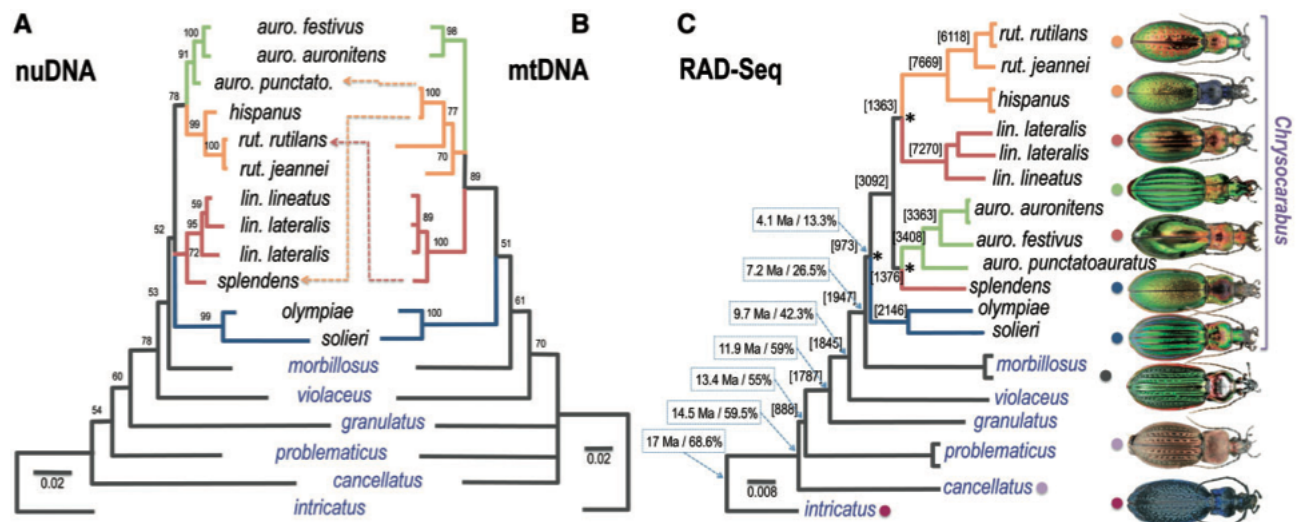 A
nuDNA
100
91
78
99
100
59
95
72
52
99
53
78
60
54
0.02
auro. festivus
auro. auronitens
auro. punctato.
hispanus
rut. rutilans
rut. jeannei
lin. lineatus
lin. lateralis
lin. lateralis
splendens
olympiae
solieri
morbillosus
violaceus
granulatus
problematicus
cancellatus
intricatus
B
mtDNA
98
100
77
70
89
89
100
51
100
61
70
0.02
C
RAD-Seq
[6118]
[7669]
[1363]
*
[7270]
[3092]
[3363]
[3408]
*
[1376]
*
[973]
[2146]
[1947]
[1845]
[1787]
[888]
4.1 Ma / 13.3%
7.2 Ma / 26.5%
9.7 Ma / 42.3%
11.9 Ma / 59%
13.4 Ma / 55%
14.5 Ma / 59.5%
17 Ma / 68.6%
0.008
rut. rutilans
rut. jeannei
hispanus
lin. lateralis
lin. lateralis
lin. lineatus
auro. auronitens
auro. festivus
auro. punctatoauratus
splendens
olympiae
solieri
morbillosus
violaceus
granulatus
problematicus
cancellatus
intricatus
Chrysocarabus